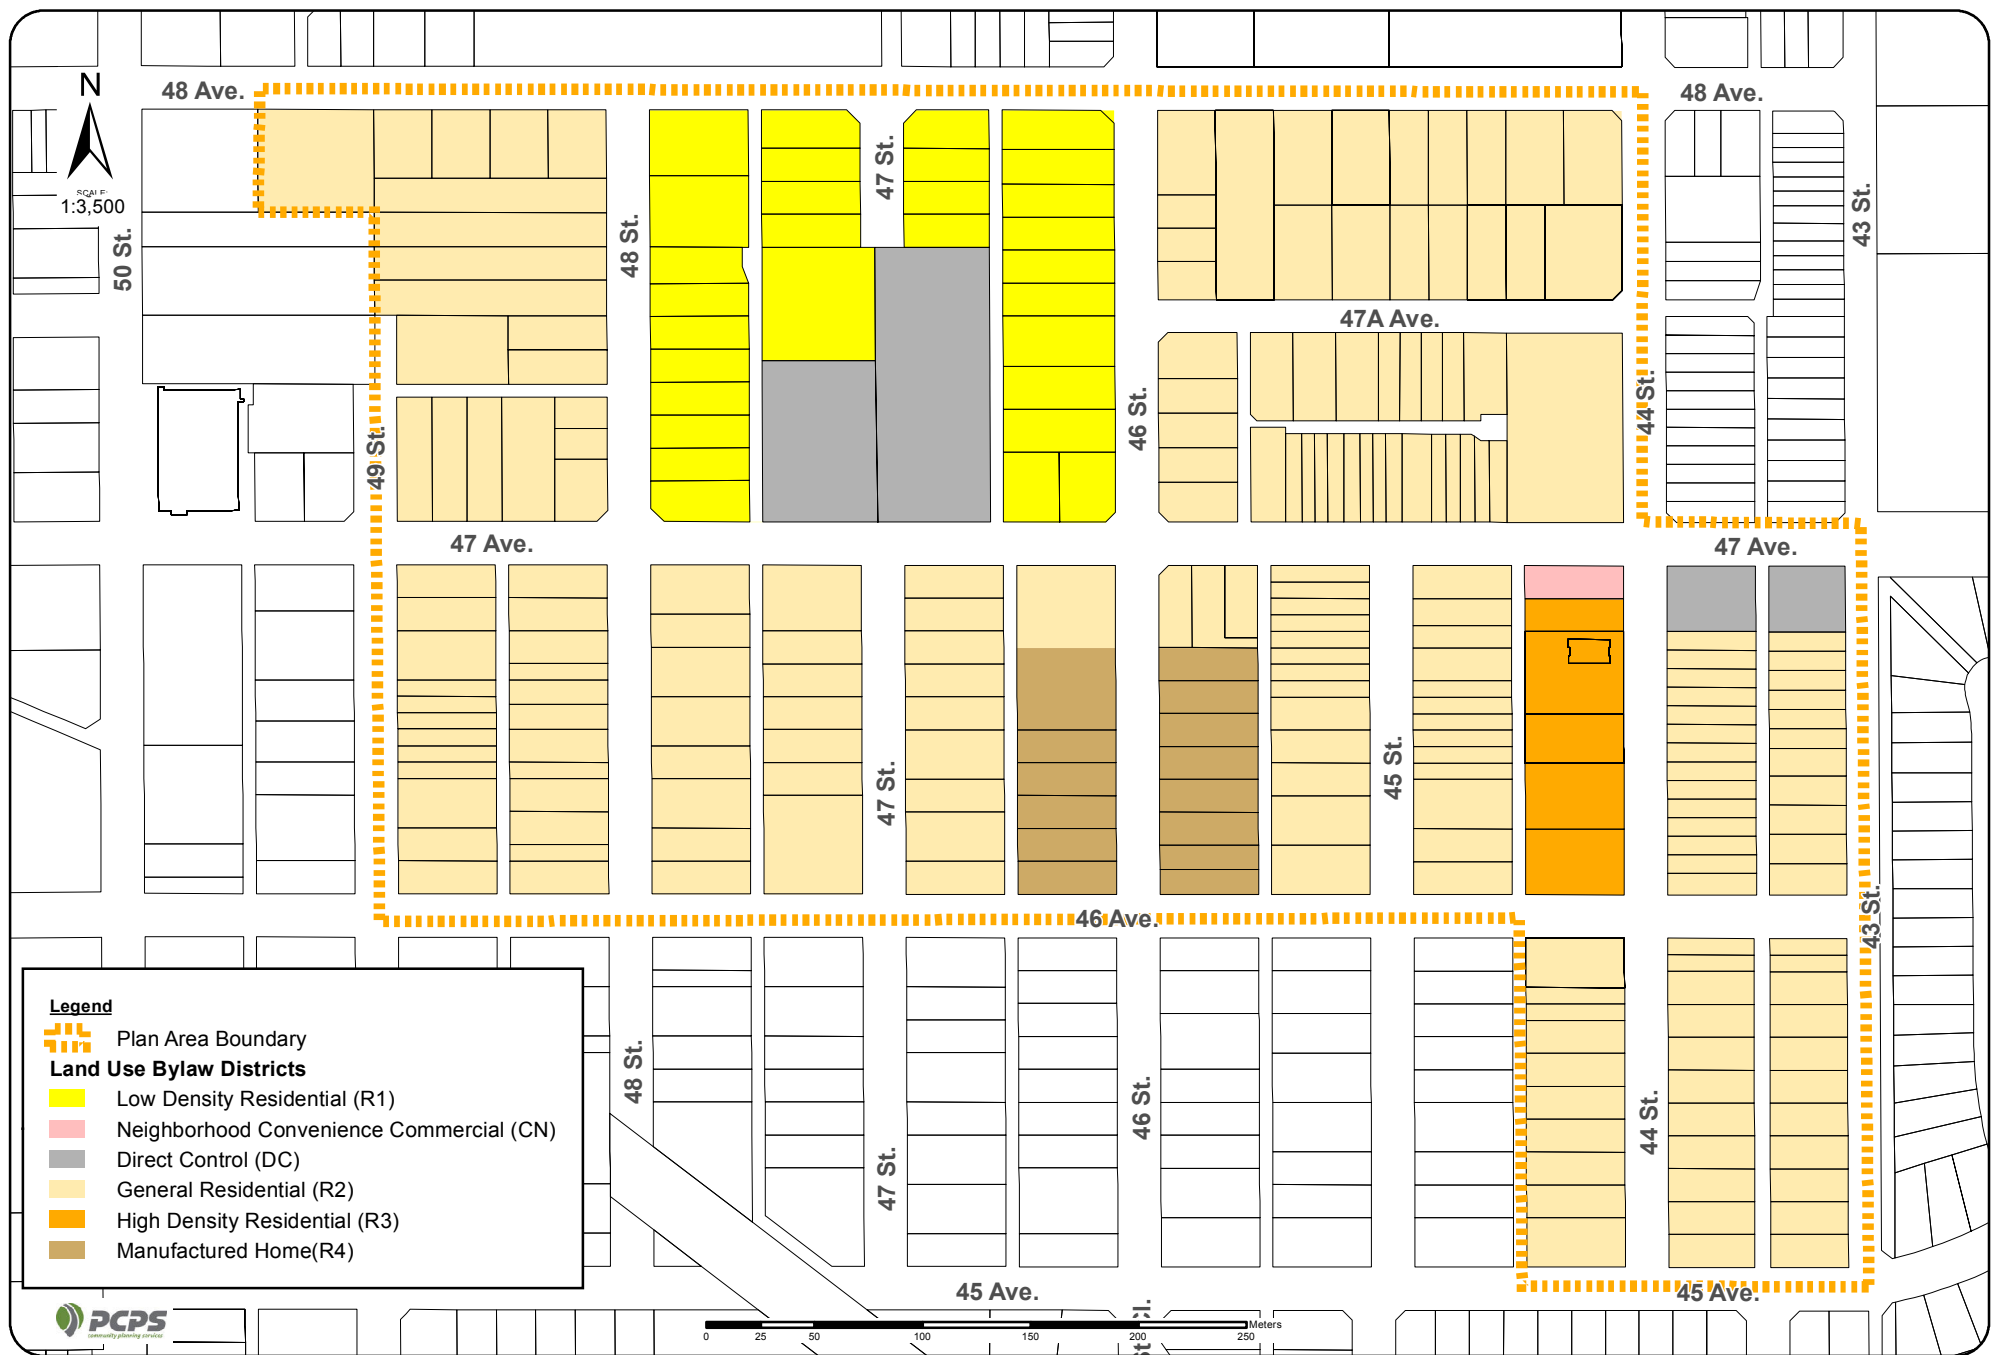 48 Ave.
48 Ave.
N
SCALE:
1:3,500
47 St.
43 St.
50 St.
48 St.
47A Ave.
46 St.
44 St.
49 St.
47 Ave.
47 Ave.
47 St.
45 St.
46 Ave.
43 St.
Legend
Plan Area Boundary
Land Use Bylaw Districts
Low Density Residential (R1)
Neighborhood Convenience Commercial (CN)
Direct Control (DC)
General Residential (R2)
High Density Residential (R3)
Manufactured Home(R4)
48 St.
46 St.
44 St.
47 St.
45 Ave.
45 Ave.
PCPS
community planning services
0 25 50 100 150 200 250 Meters